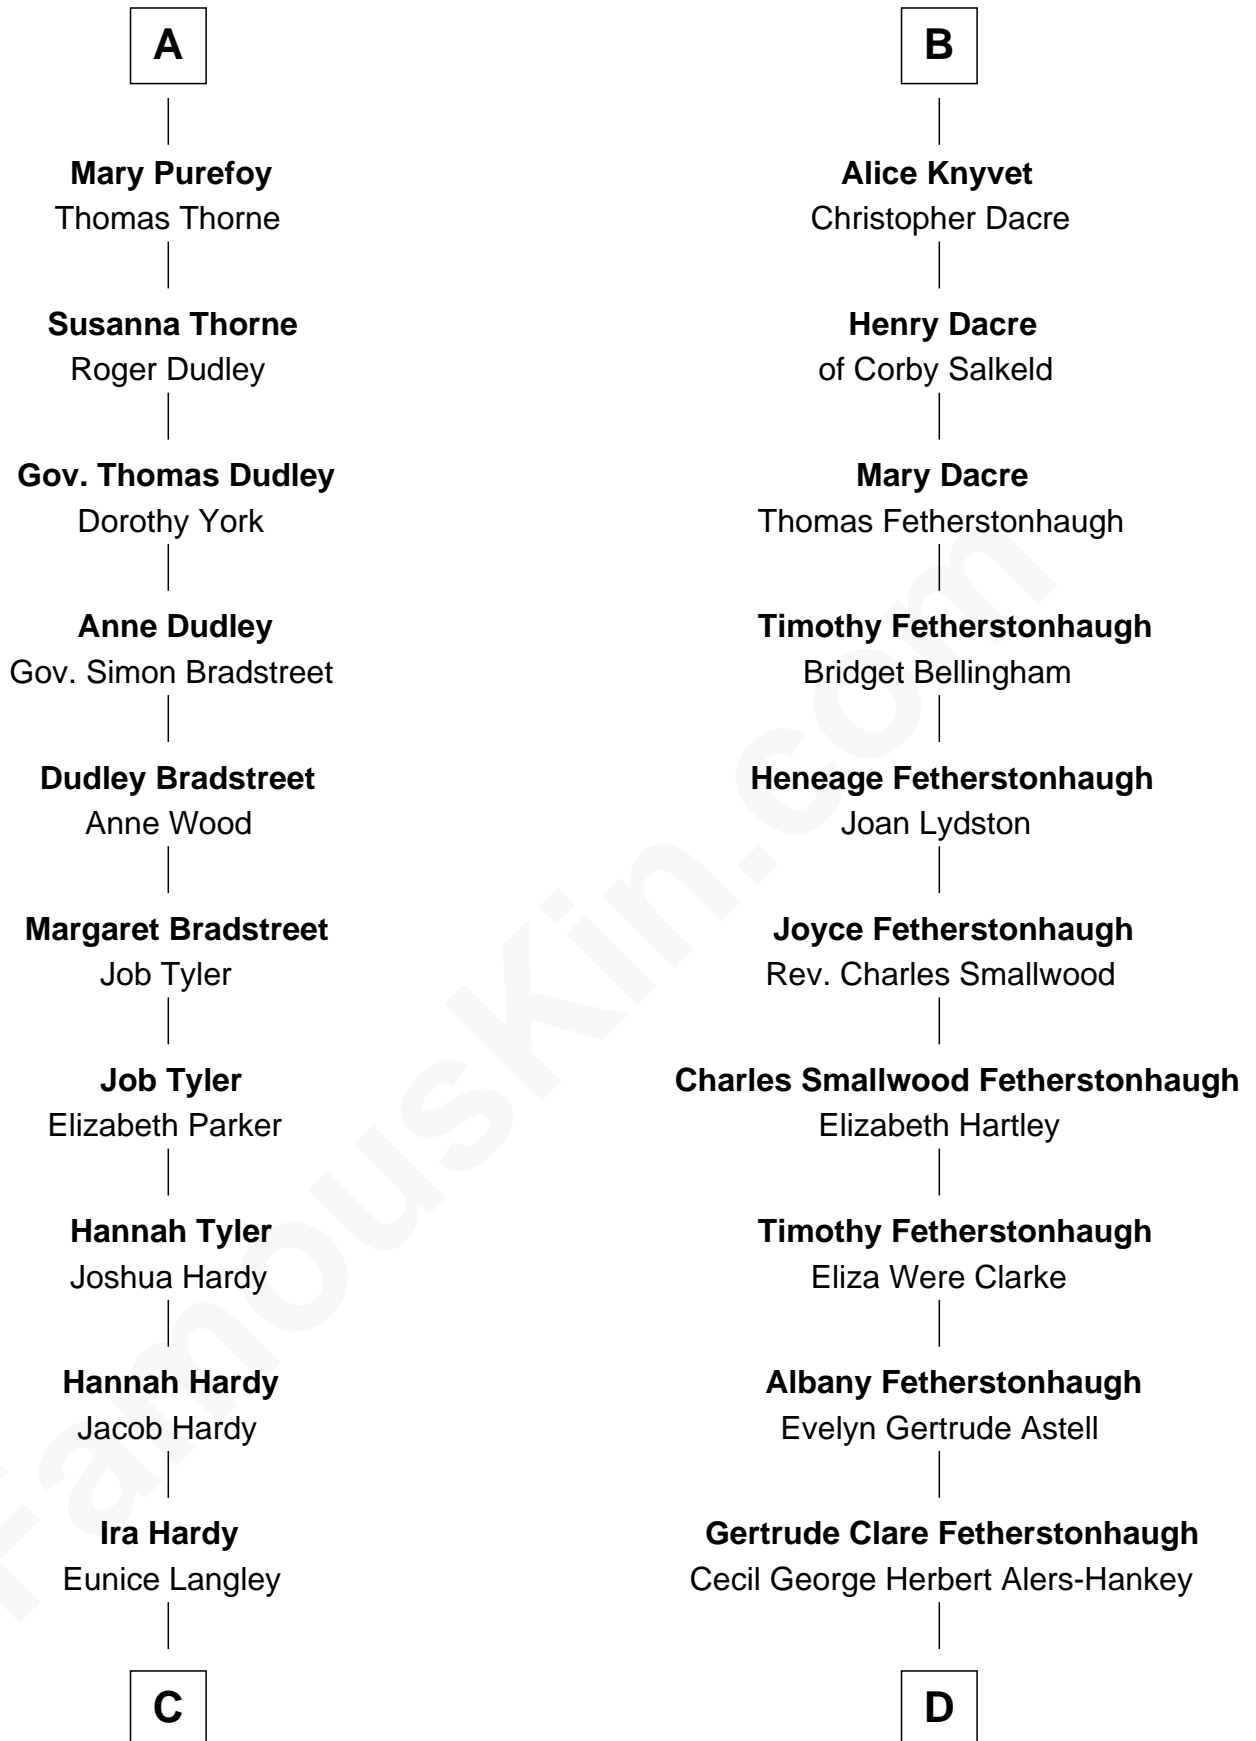 A
Mary Purefoy
Thomas Thorne
Susanna Thorne
Roger Dudley
Gov. Thomas Dudley
Dorothy York
Anne Dudley
Gov. Simon Bradstreet
Dudley Bradstreet
Anne Wood
Margaret Bradstreet
Job Tyler
Job Tyler
Elizabeth Parker
Hannah Tyler
Joshua Hardy
Hannah Hardy
Jacob Hardy
Ira Hardy
Eunice Langley
C
B
Alice Knyvet
Christopher Dacre
Henry Dacre
of Corby Salkeld
Mary Dacre
Thomas Fetherstonhaugh
Timothy Fetherstonhaugh
Bridget Bellingham
Heneage Fetherstonhaugh
Joan Lydston
Joyce Fetherstonhaugh
Rev. Charles Smallwood
Charles Smallwood Fetherstonhaugh
Elizabeth Hartley
Timothy Fetherstonhaugh
Eliza Were Clarke
Albany Fetherstonhaugh
Evelyn Gertrude Astell
Gertrude Clare Fetherstonhaugh
Cecil George Herbert Alers-Hankey
D
FamousKin.com